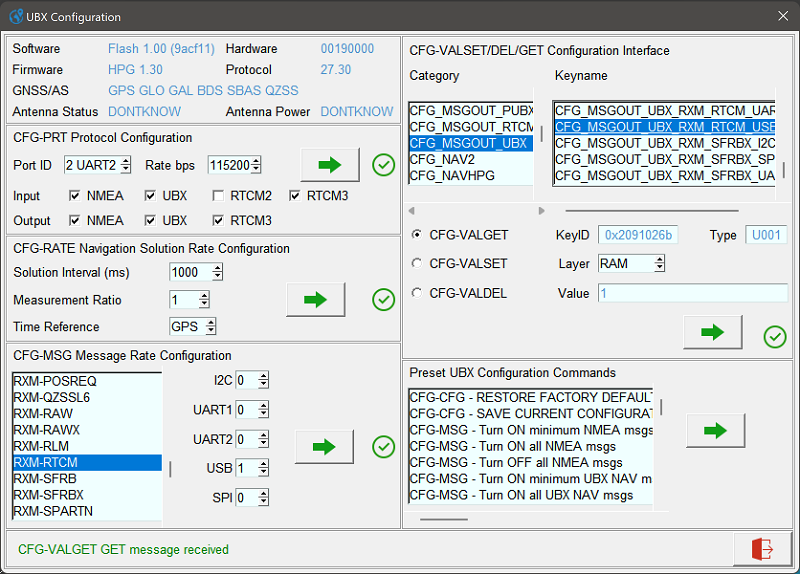 UBX Configuration
Software Flash 1.00 (9acf11) Hardware 00190000
Firmware HPG 1.30 Protocol 27.30
GNSS/AS GPS GLO GAL BDS SBAS QZSS
Antenna Status DONTKNOW Antenna Power DONTKNOW
CFG-PRT Protocol Configuration
Port ID 2 UART2 Rate bps 115200
Input NMEA UBX RTCM2 RTCM3
Output NMEA UBX RTCM3
CFG-RATE Navigation Solution Rate Configuration
Solution Interval (ms) 1000
Measurement Ratio 1
Time Reference GPS
CFG-MSG Message Rate Configuration
RXM-POSREQ
RXM-QZSSL6
RXM-RAW
RXM-RAWX
RXM-RLM
RXM-RTCM
RXM-SFRB
RXM-SFRBX
RXM-SPARTN
I2C 0
UART1 0
UART2 0
USB 1
SPI 0
CFG-VALSET/DEL/GET Configuration Interface
Category Keyname
CFG_MSGOUT_PUBX
CFG_MSGOUT_RTCM
CFG_MSGOUT_UBX
CFG_NAV2
CFG_NAVHPG
CFG_MSGOUT_UBX_RXM_RTCM_UAR
CFG_MSGOUT_UBX_RXM_RTCM_USB
CFG_MSGOUT_UBX_RXM_SFRBX_I2C
CFG_MSGOUT_UBX_RXM_SFRBX_SP
CFG_MSGOUT_UBX_RXM_SFRBX_UA
CFG-VALGET KeyID 0x2091026b Type U001
CFG-VALSET Layer RAM
CFG-VALDEL Value 1
Preset UBX Configuration Commands
CFG-CFG - RESTORE FACTORY DEFAUL
CFG-CFG - SAVE CURRENT CONFIGURA
CFG-MSG - Turn ON minimum NMEA msgs
CFG-MSG - Turn ON all NMEA msgs
CFG-MSG - Turn OFF all NMEA msgs
CFG-MSG - Turn ON minimum UBX NAV m
CFG-MSG - Turn ON all UBX NAV msgs
CFG-VALGET GET message received